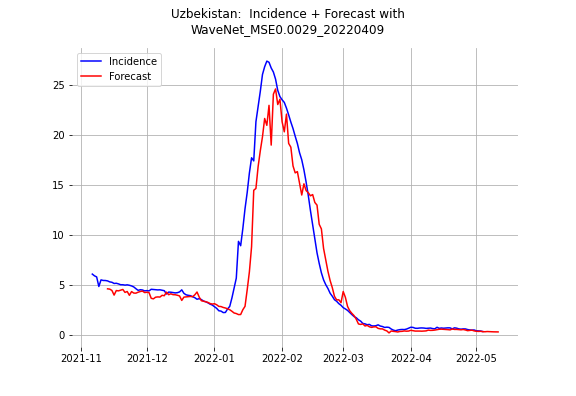 Uzbekistan:  Incidence + Forecast with
WaveNet_MSE0.0029_20220409
Incidence
Forecast
25
20
15
10
5
0
2021-11 2021-12 2022-01 2022-02 2022-03 2022-04 2022-05